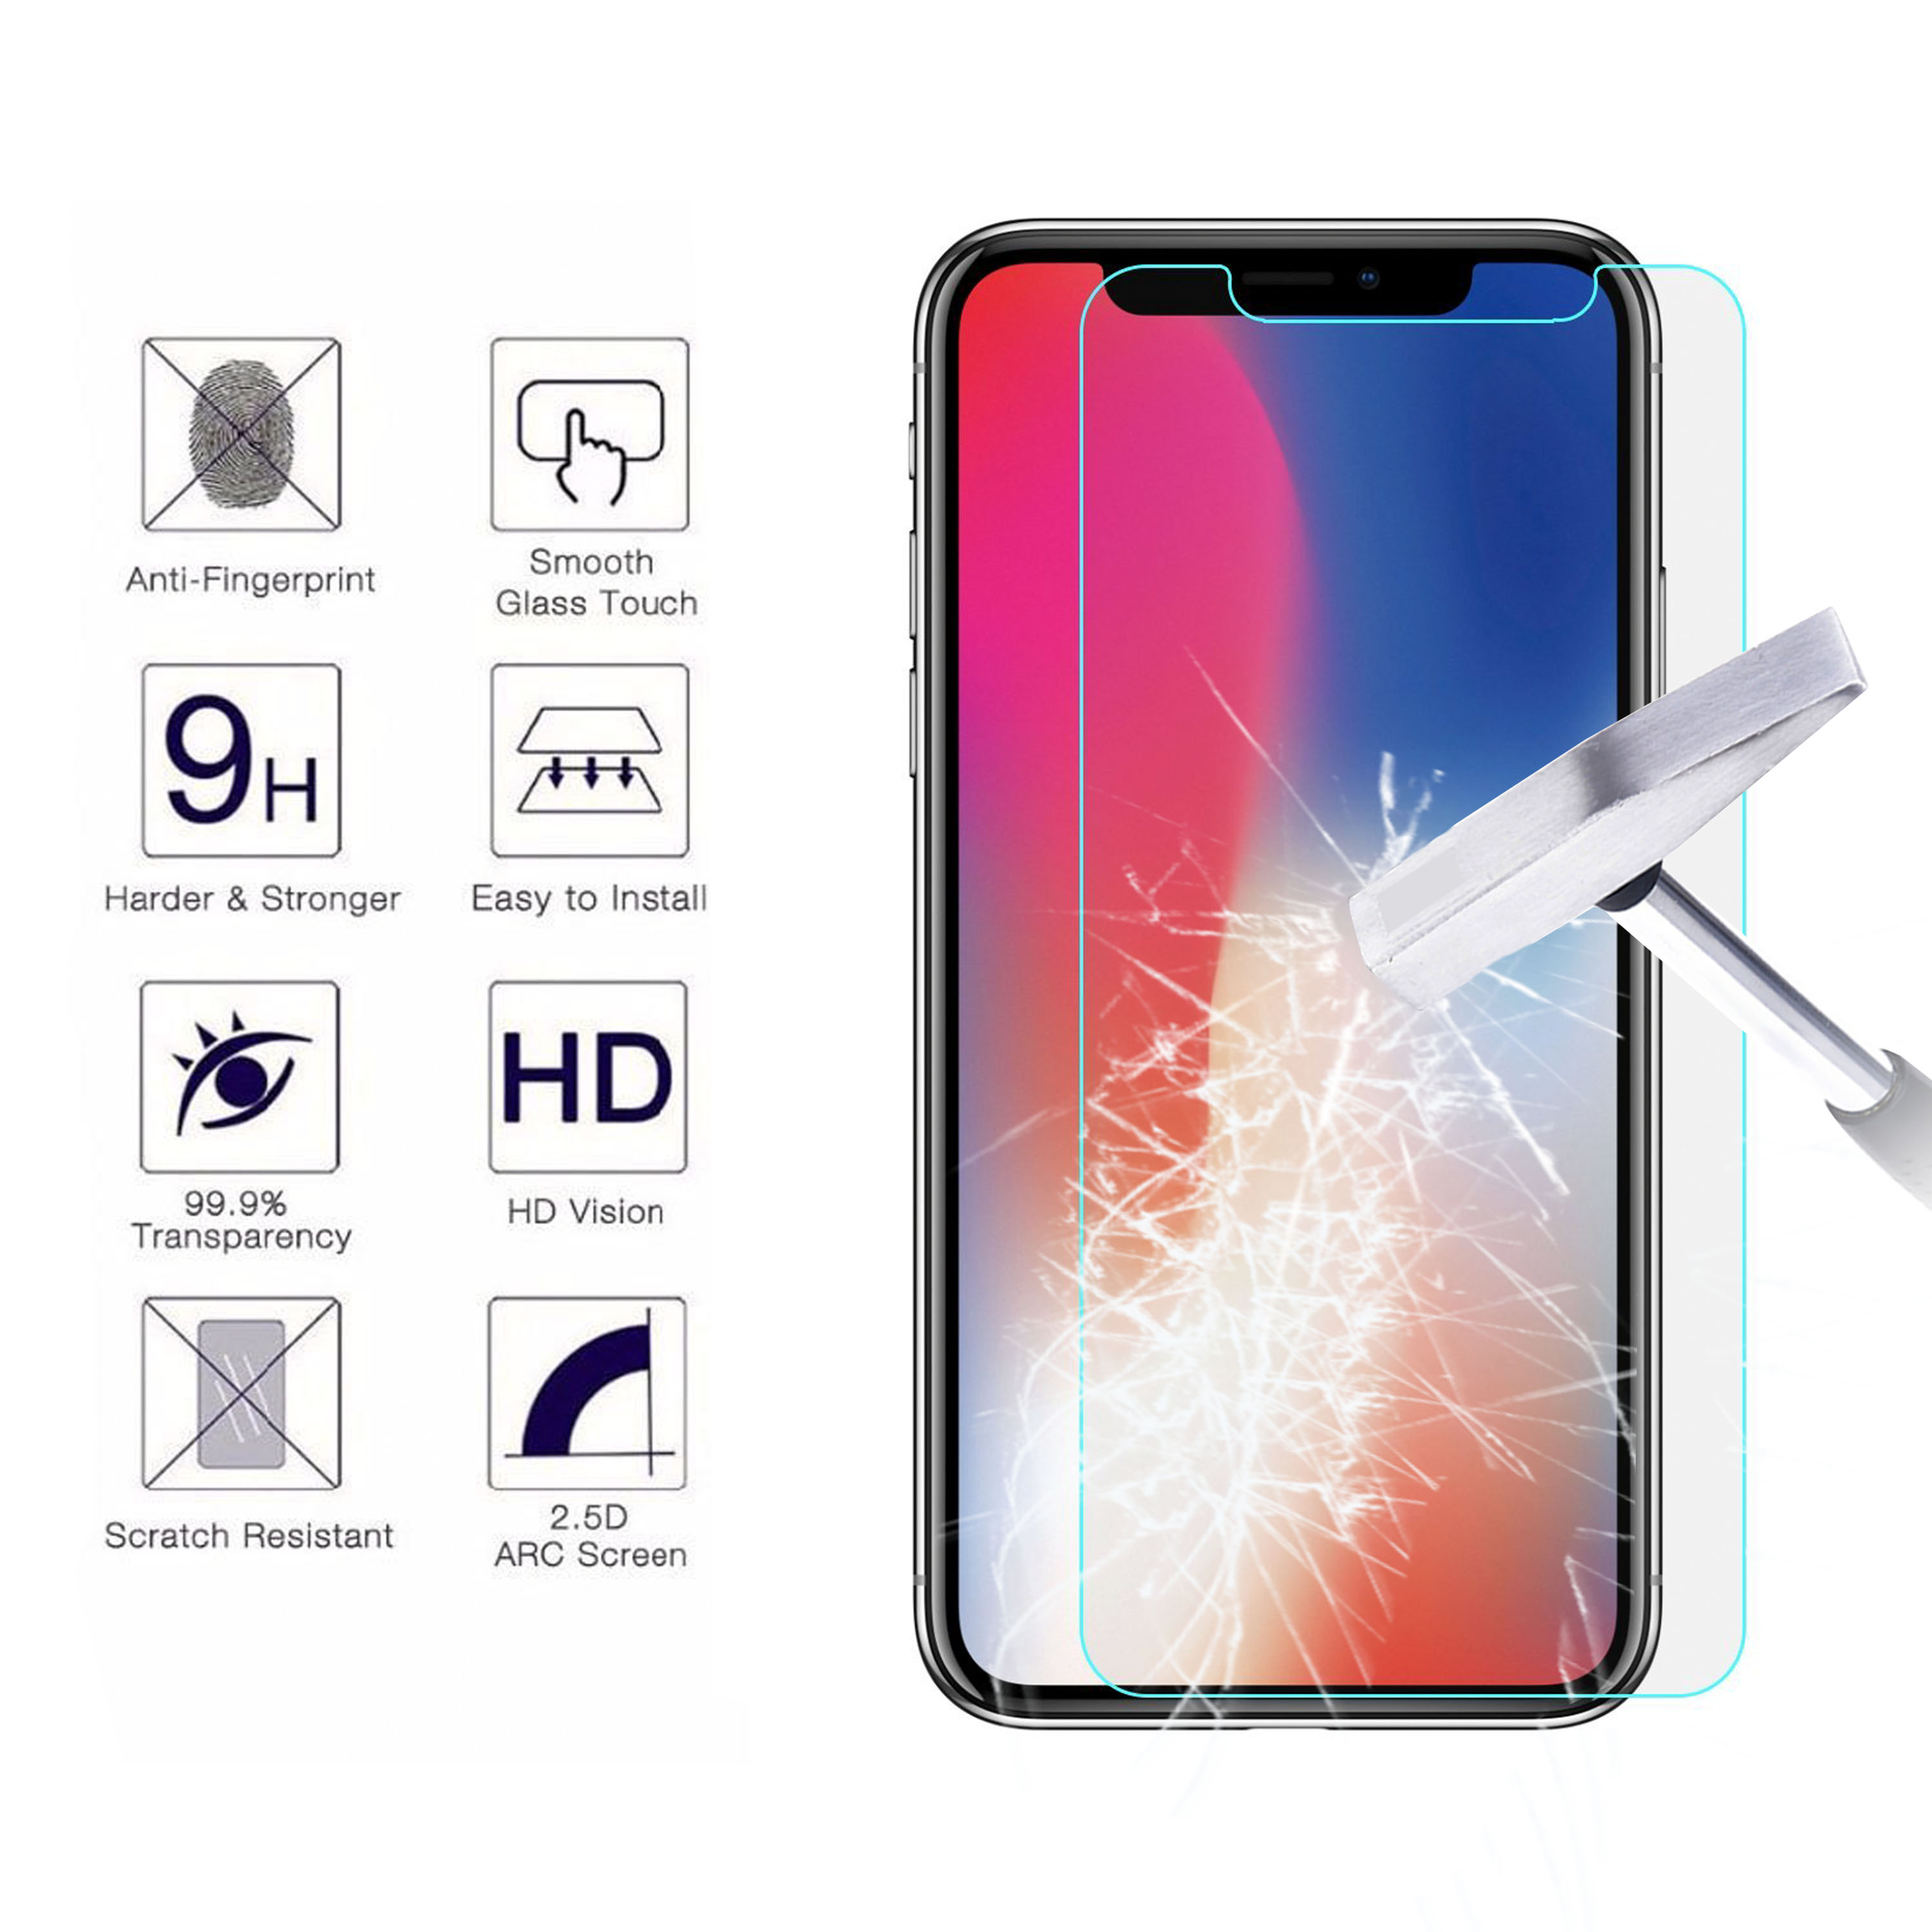 Anti-Fingerprint
Smooth
Glass Touch
9H
Harder & Stronger
Easy to Install
99.9%
Transparency
HD
HD Vision
Scratch Resistant
2.5D
ARC Screen